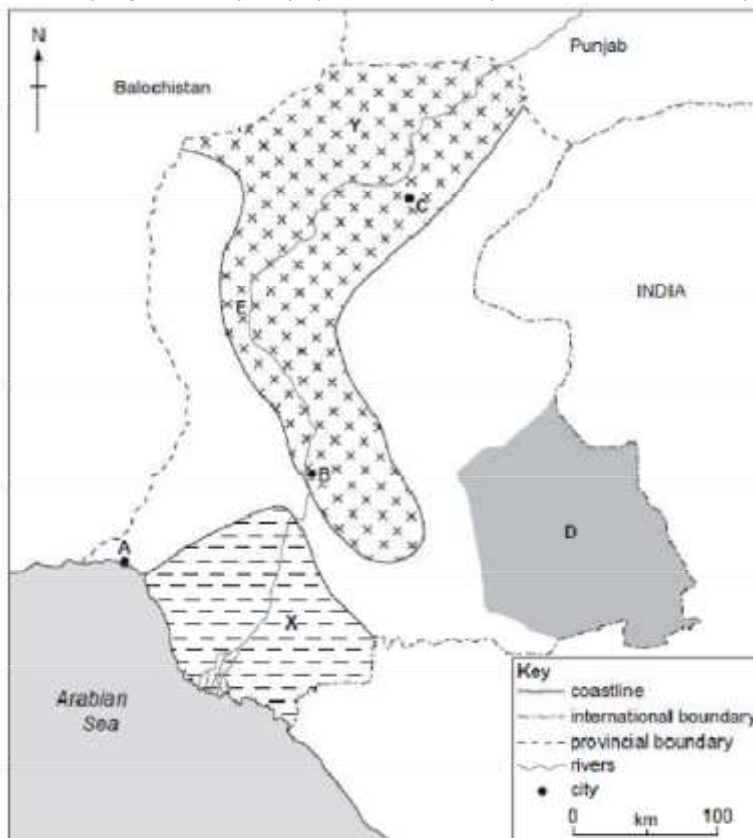 N
Punjab
Balochistan
Y
C
E
INDIA
B
D
A
X
Arabian
Sea
Key
coastline
international boundary
provincial boundary
rivers
city
0 km 100